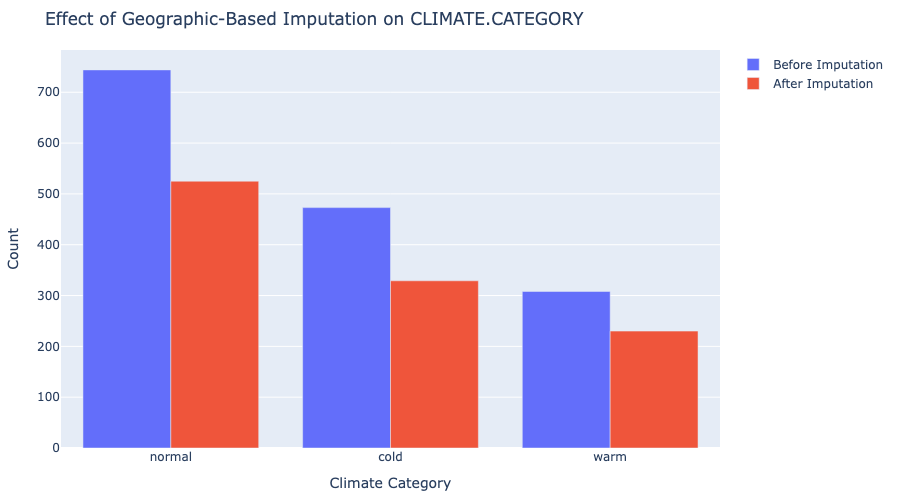 Effect of Geographic-Based Imputation on CLIMATE.CATEGORY
Before Imputation
After Imputation
Count
700
600
500
400
300
200
100
0
normal cold warm
Climate Category